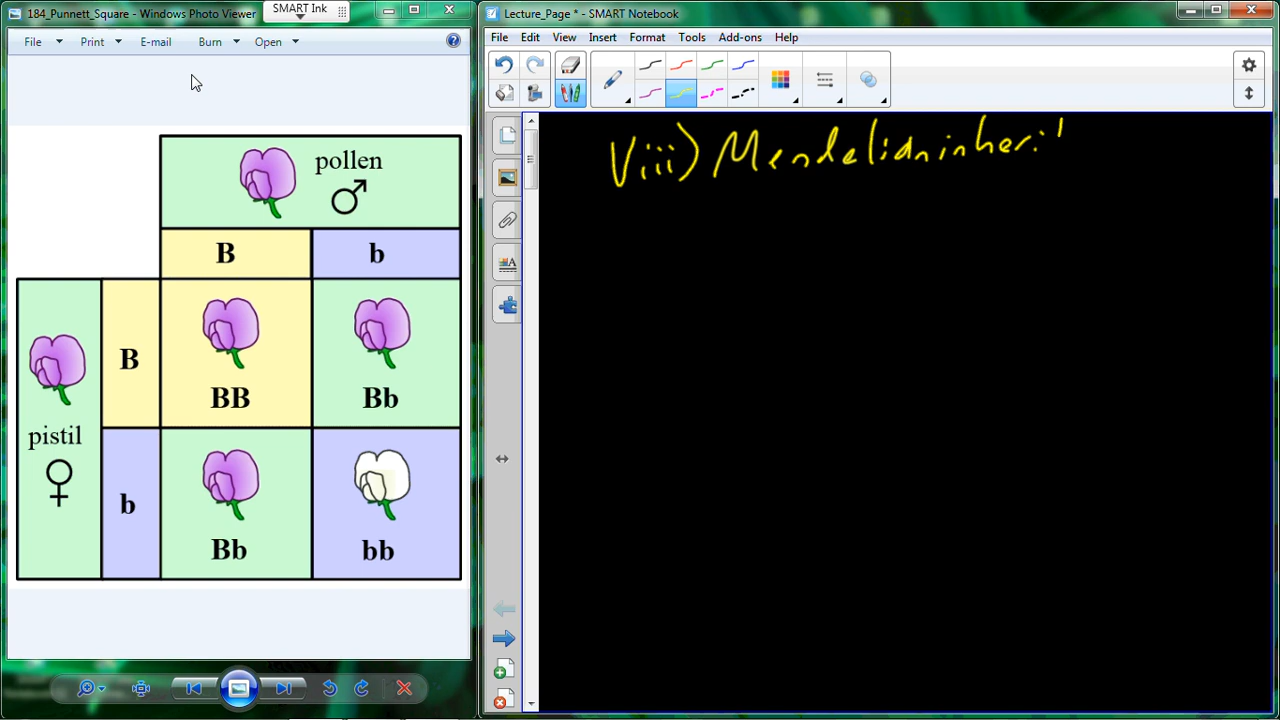 184_Punnett_Square - Windows Photo Viewer
SMART Ink
File Print E-mail Burn Open
pollen
♂
B b
B
BB Bb
pistil
♀
b
Bb bb
Lecture_Page * - SMART Notebook
File Edit View Insert Format Tools Add-ons Help
Viii) Mendelian inheri